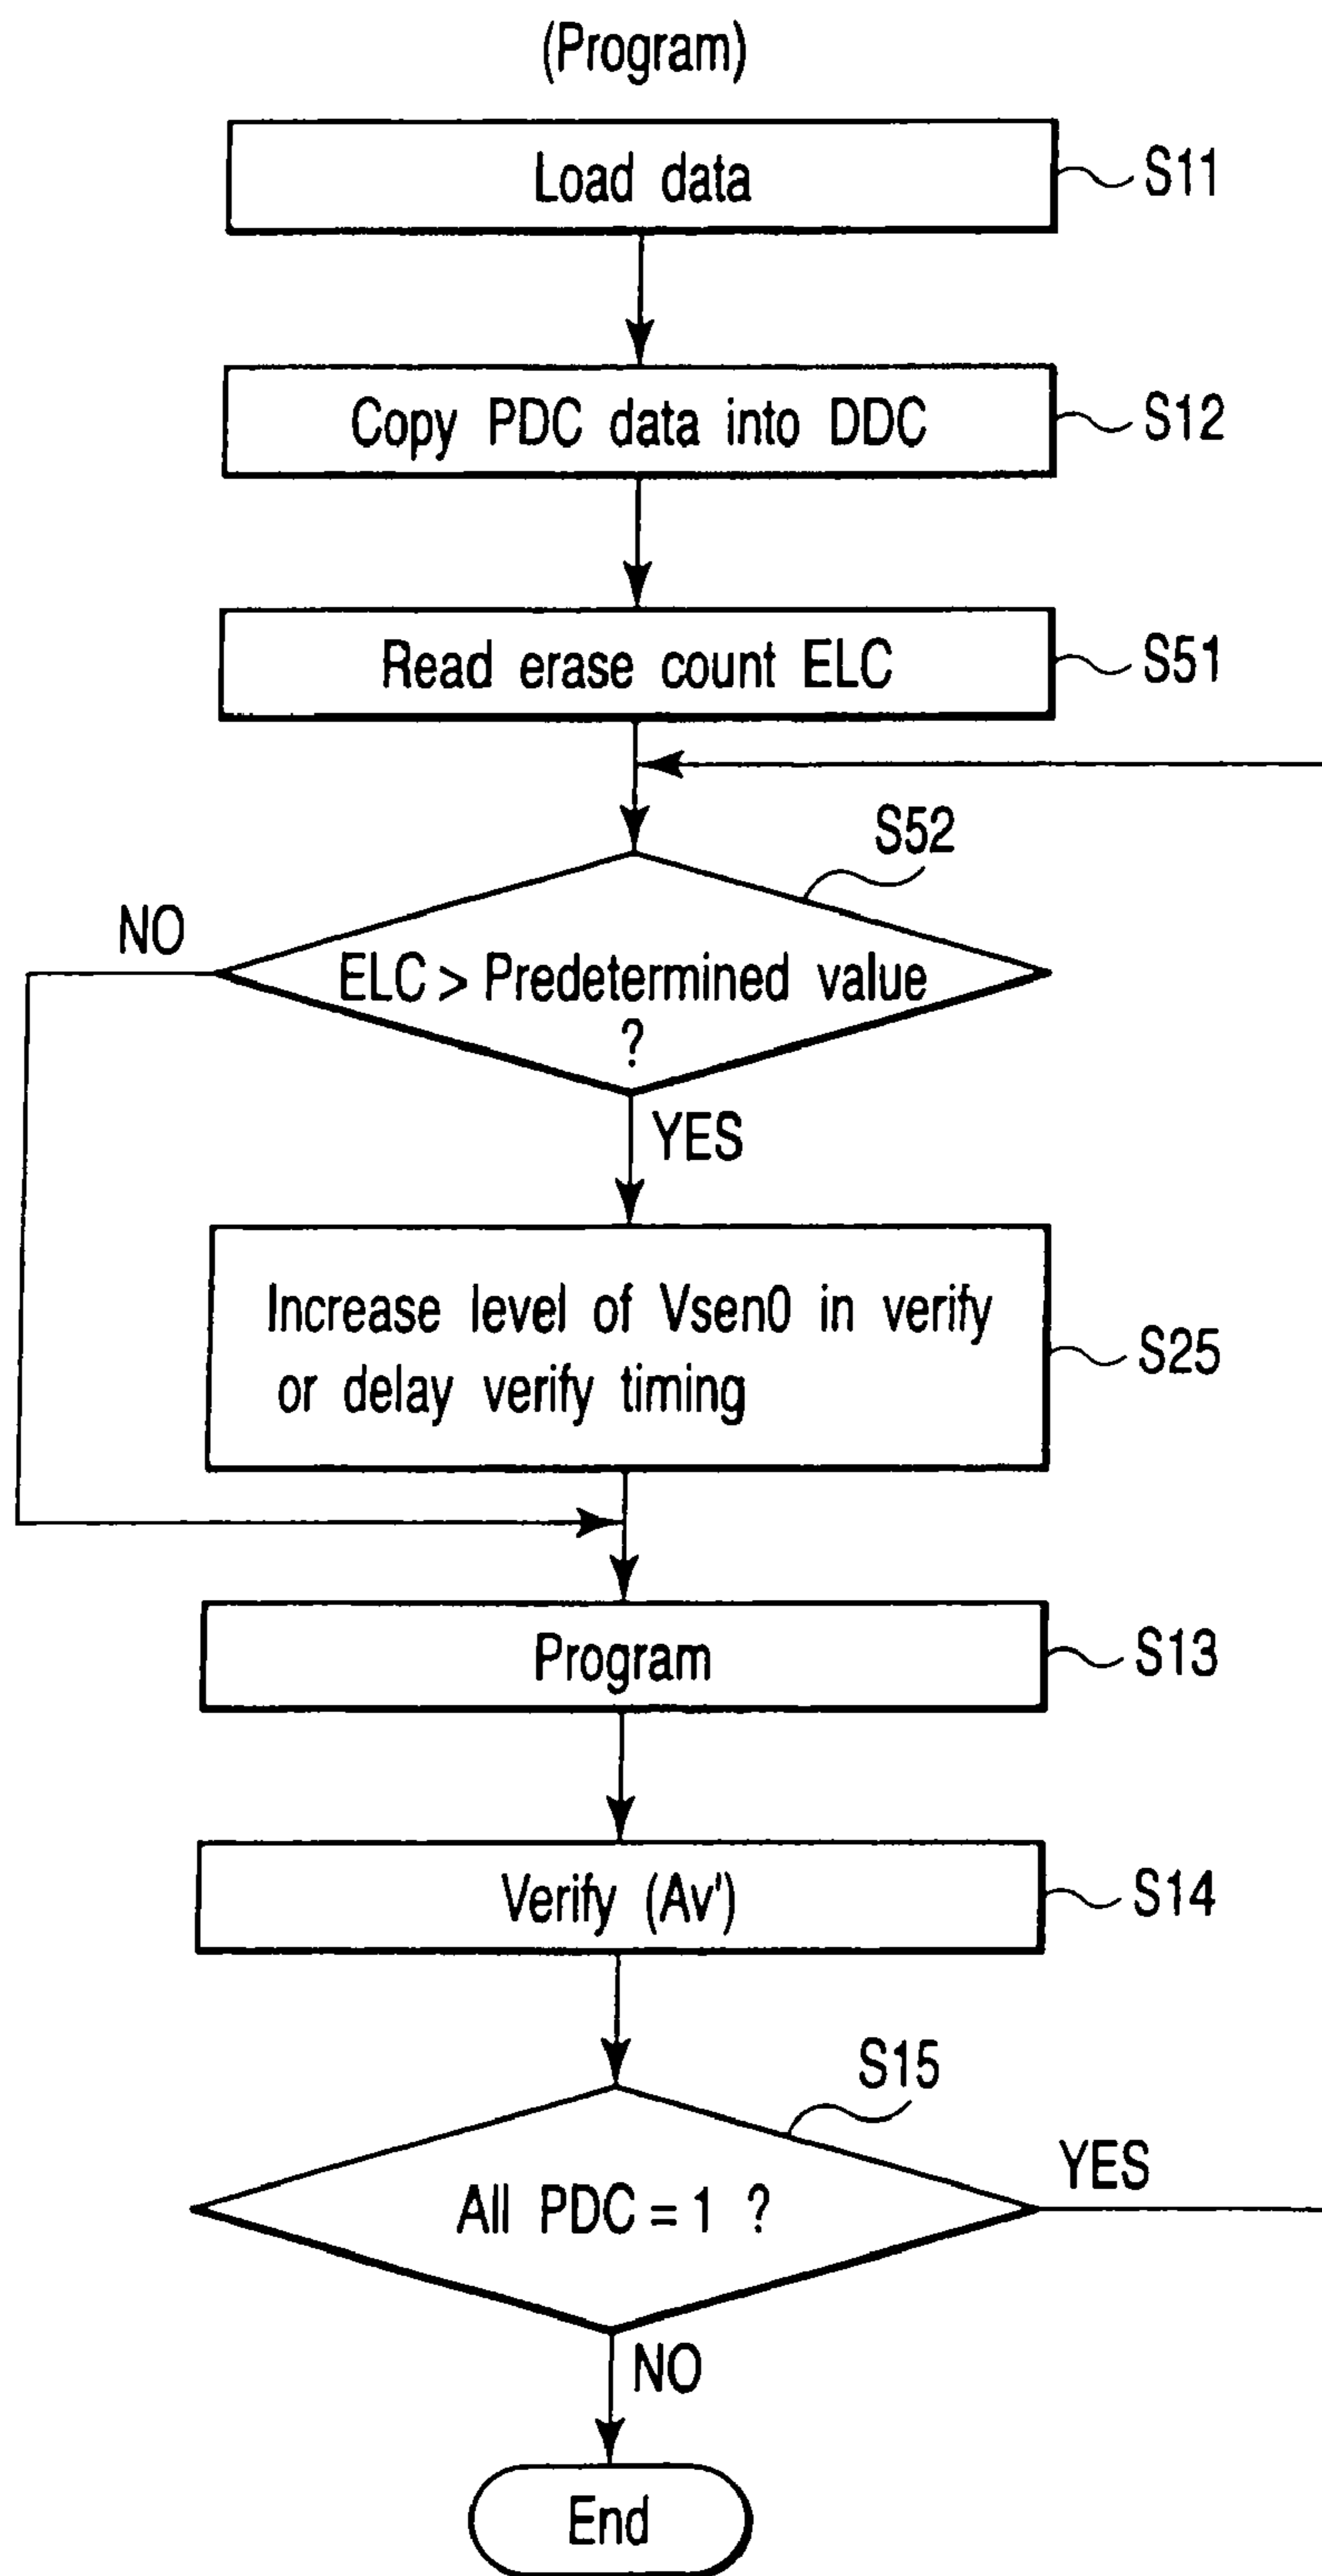 (Program)
Load data
S11
Copy PDC data into DDC
S12
Read erase count ELC
S51
S52
NO
ELC > Predetermined value
?
YES
Increase level of Vsen0 in verify
or delay verify timing
S25
Program
S13
Verify (Av')
S14
S15
All PDC = 1 ?
YES
NO
End